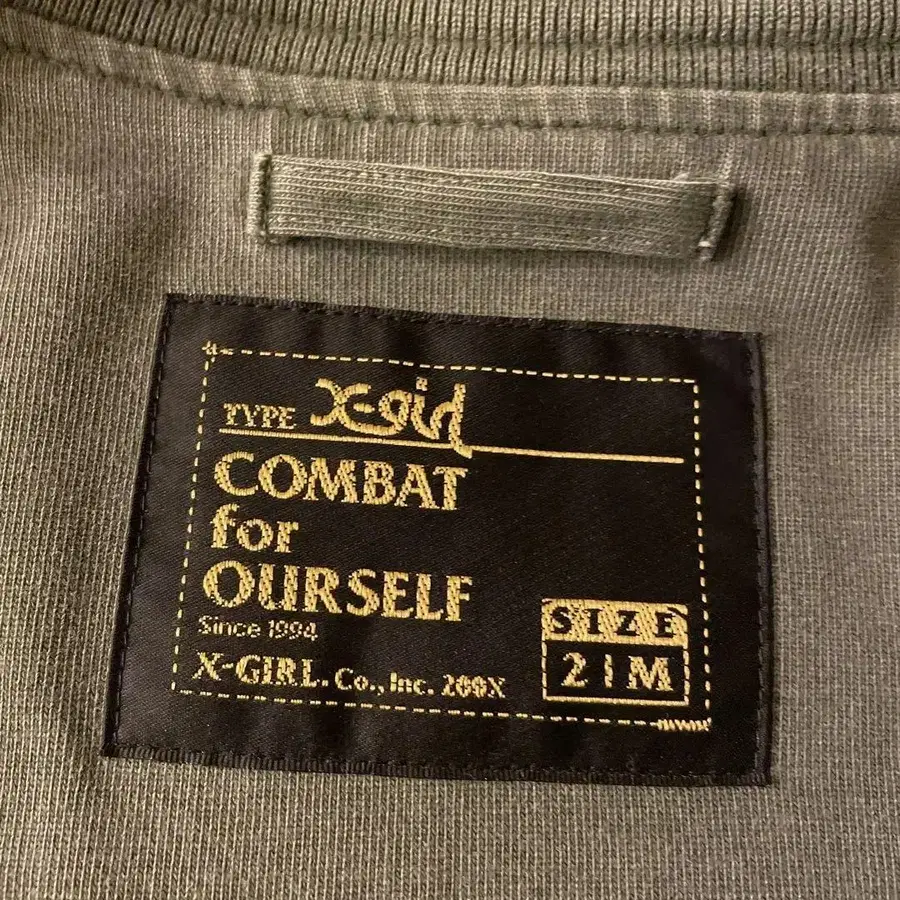 TYPE X-girl
COMBAT
for
OURSELF
Since 1994
X-GIRL. Co., Inc. 200X
SIZE
2 | M